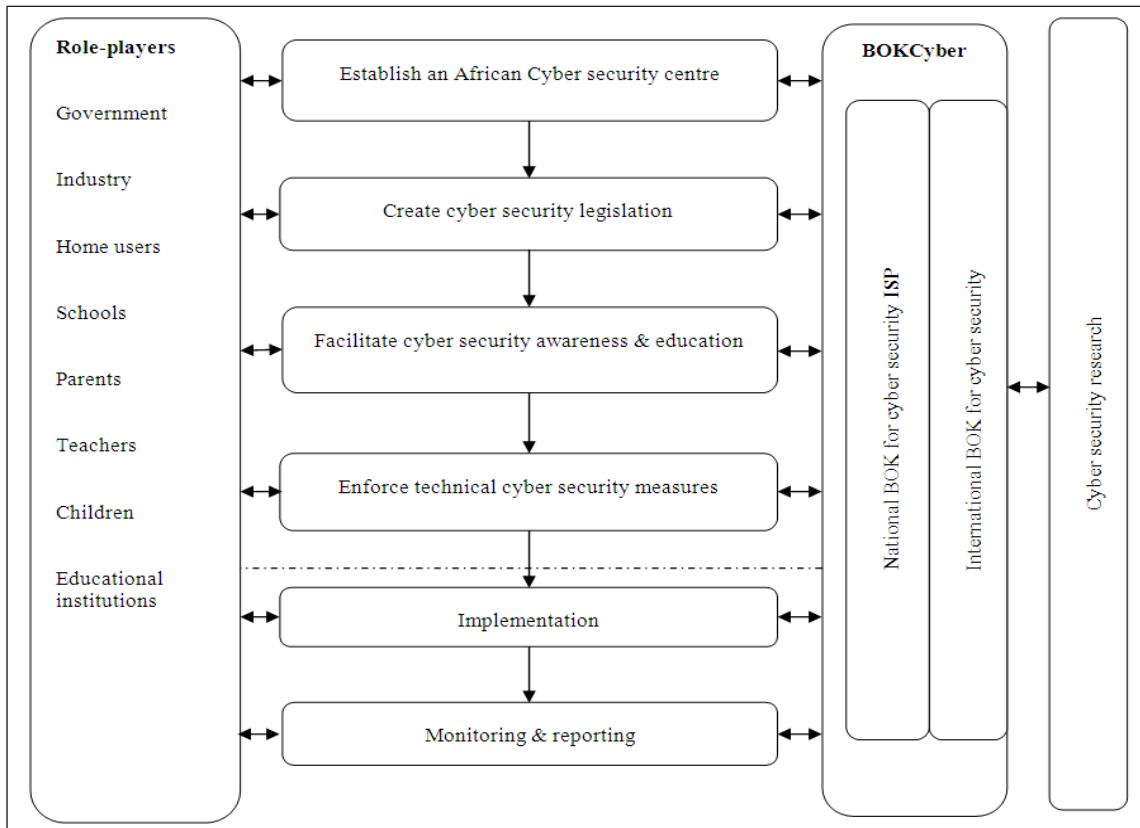 Role-players
Government
Industry
Home users
Schools
Parents
Teachers
Children
Educational
institutions
Establish an African Cyber security centre
Create cyber security legislation
Facilitate cyber security awareness & education
Enforce technical cyber security measures
Implementation
Monitoring & reporting
BOKCyber
National BOK for cyber security ISP
International BOK for cyber security
Cyber security research